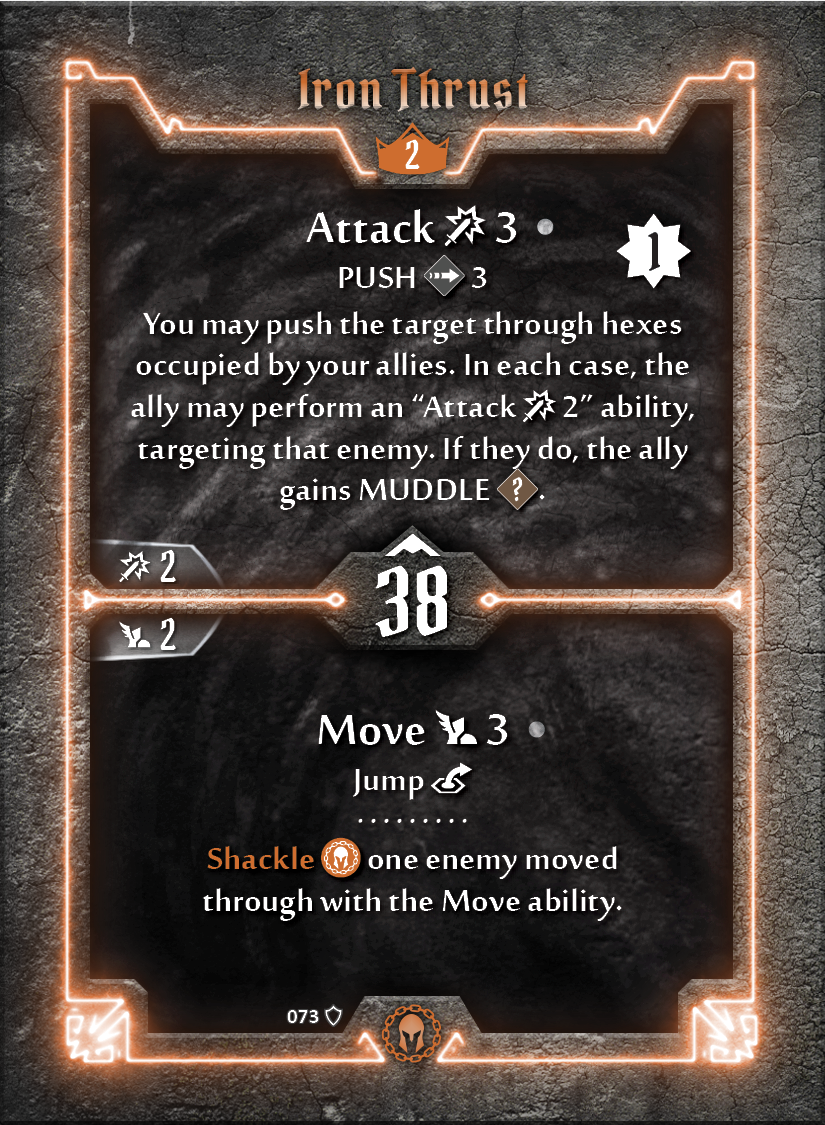 Iron Thrust
2
Attack 3
1
PUSH 3
You may push the target through hexes
occupied by your allies. In each case, the
ally may perform an “Attack 2” ability,
targeting that enemy. If they do, the ally
gains MUDDLE ?.
2
38
2
Move 3
Jump
.........
Shackle one enemy moved
through with the Move ability.
073